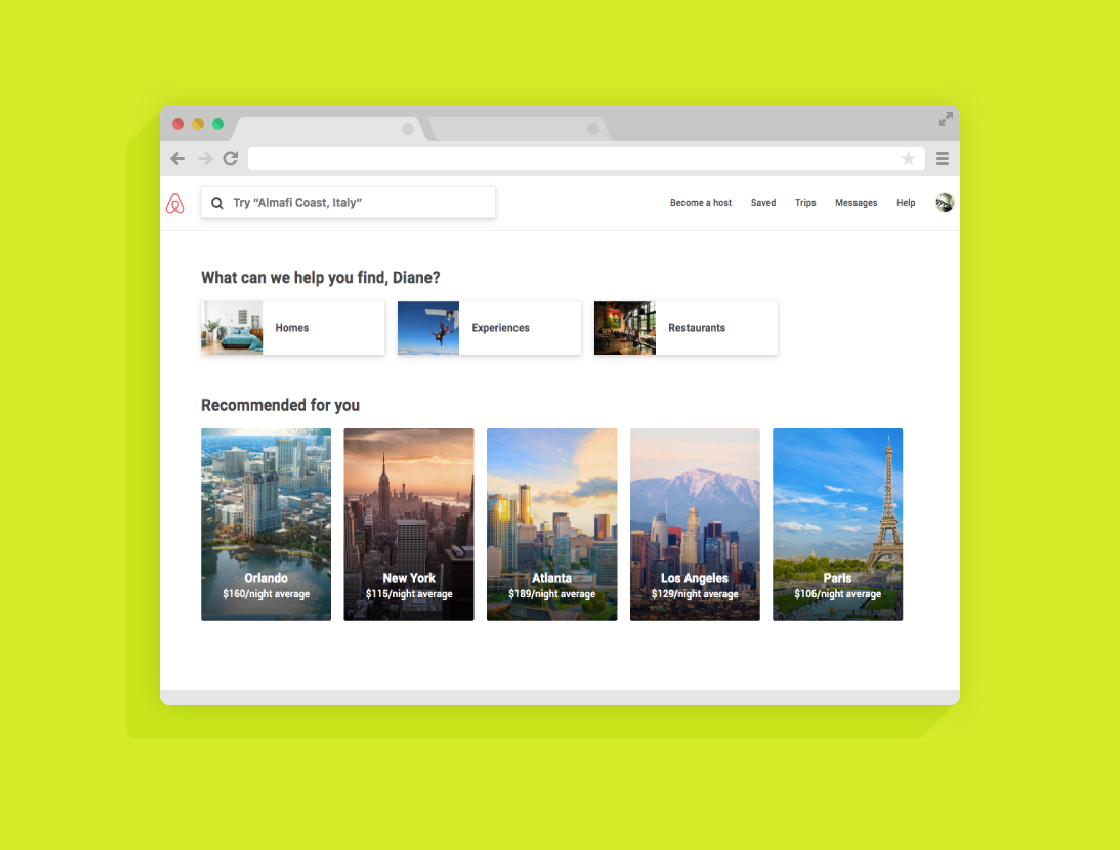 Try “Almafi Coast, Italy”
Become a host
Saved
Trips
Messages
Help
What can we help you find, Diane?
Homes
Experiences
Restaurants
Recommended for you
Orlando
$160/night average
New York
$115/night average
Atlanta
$189/night average
Los Angeles
$129/night average
Paris
$106/night average